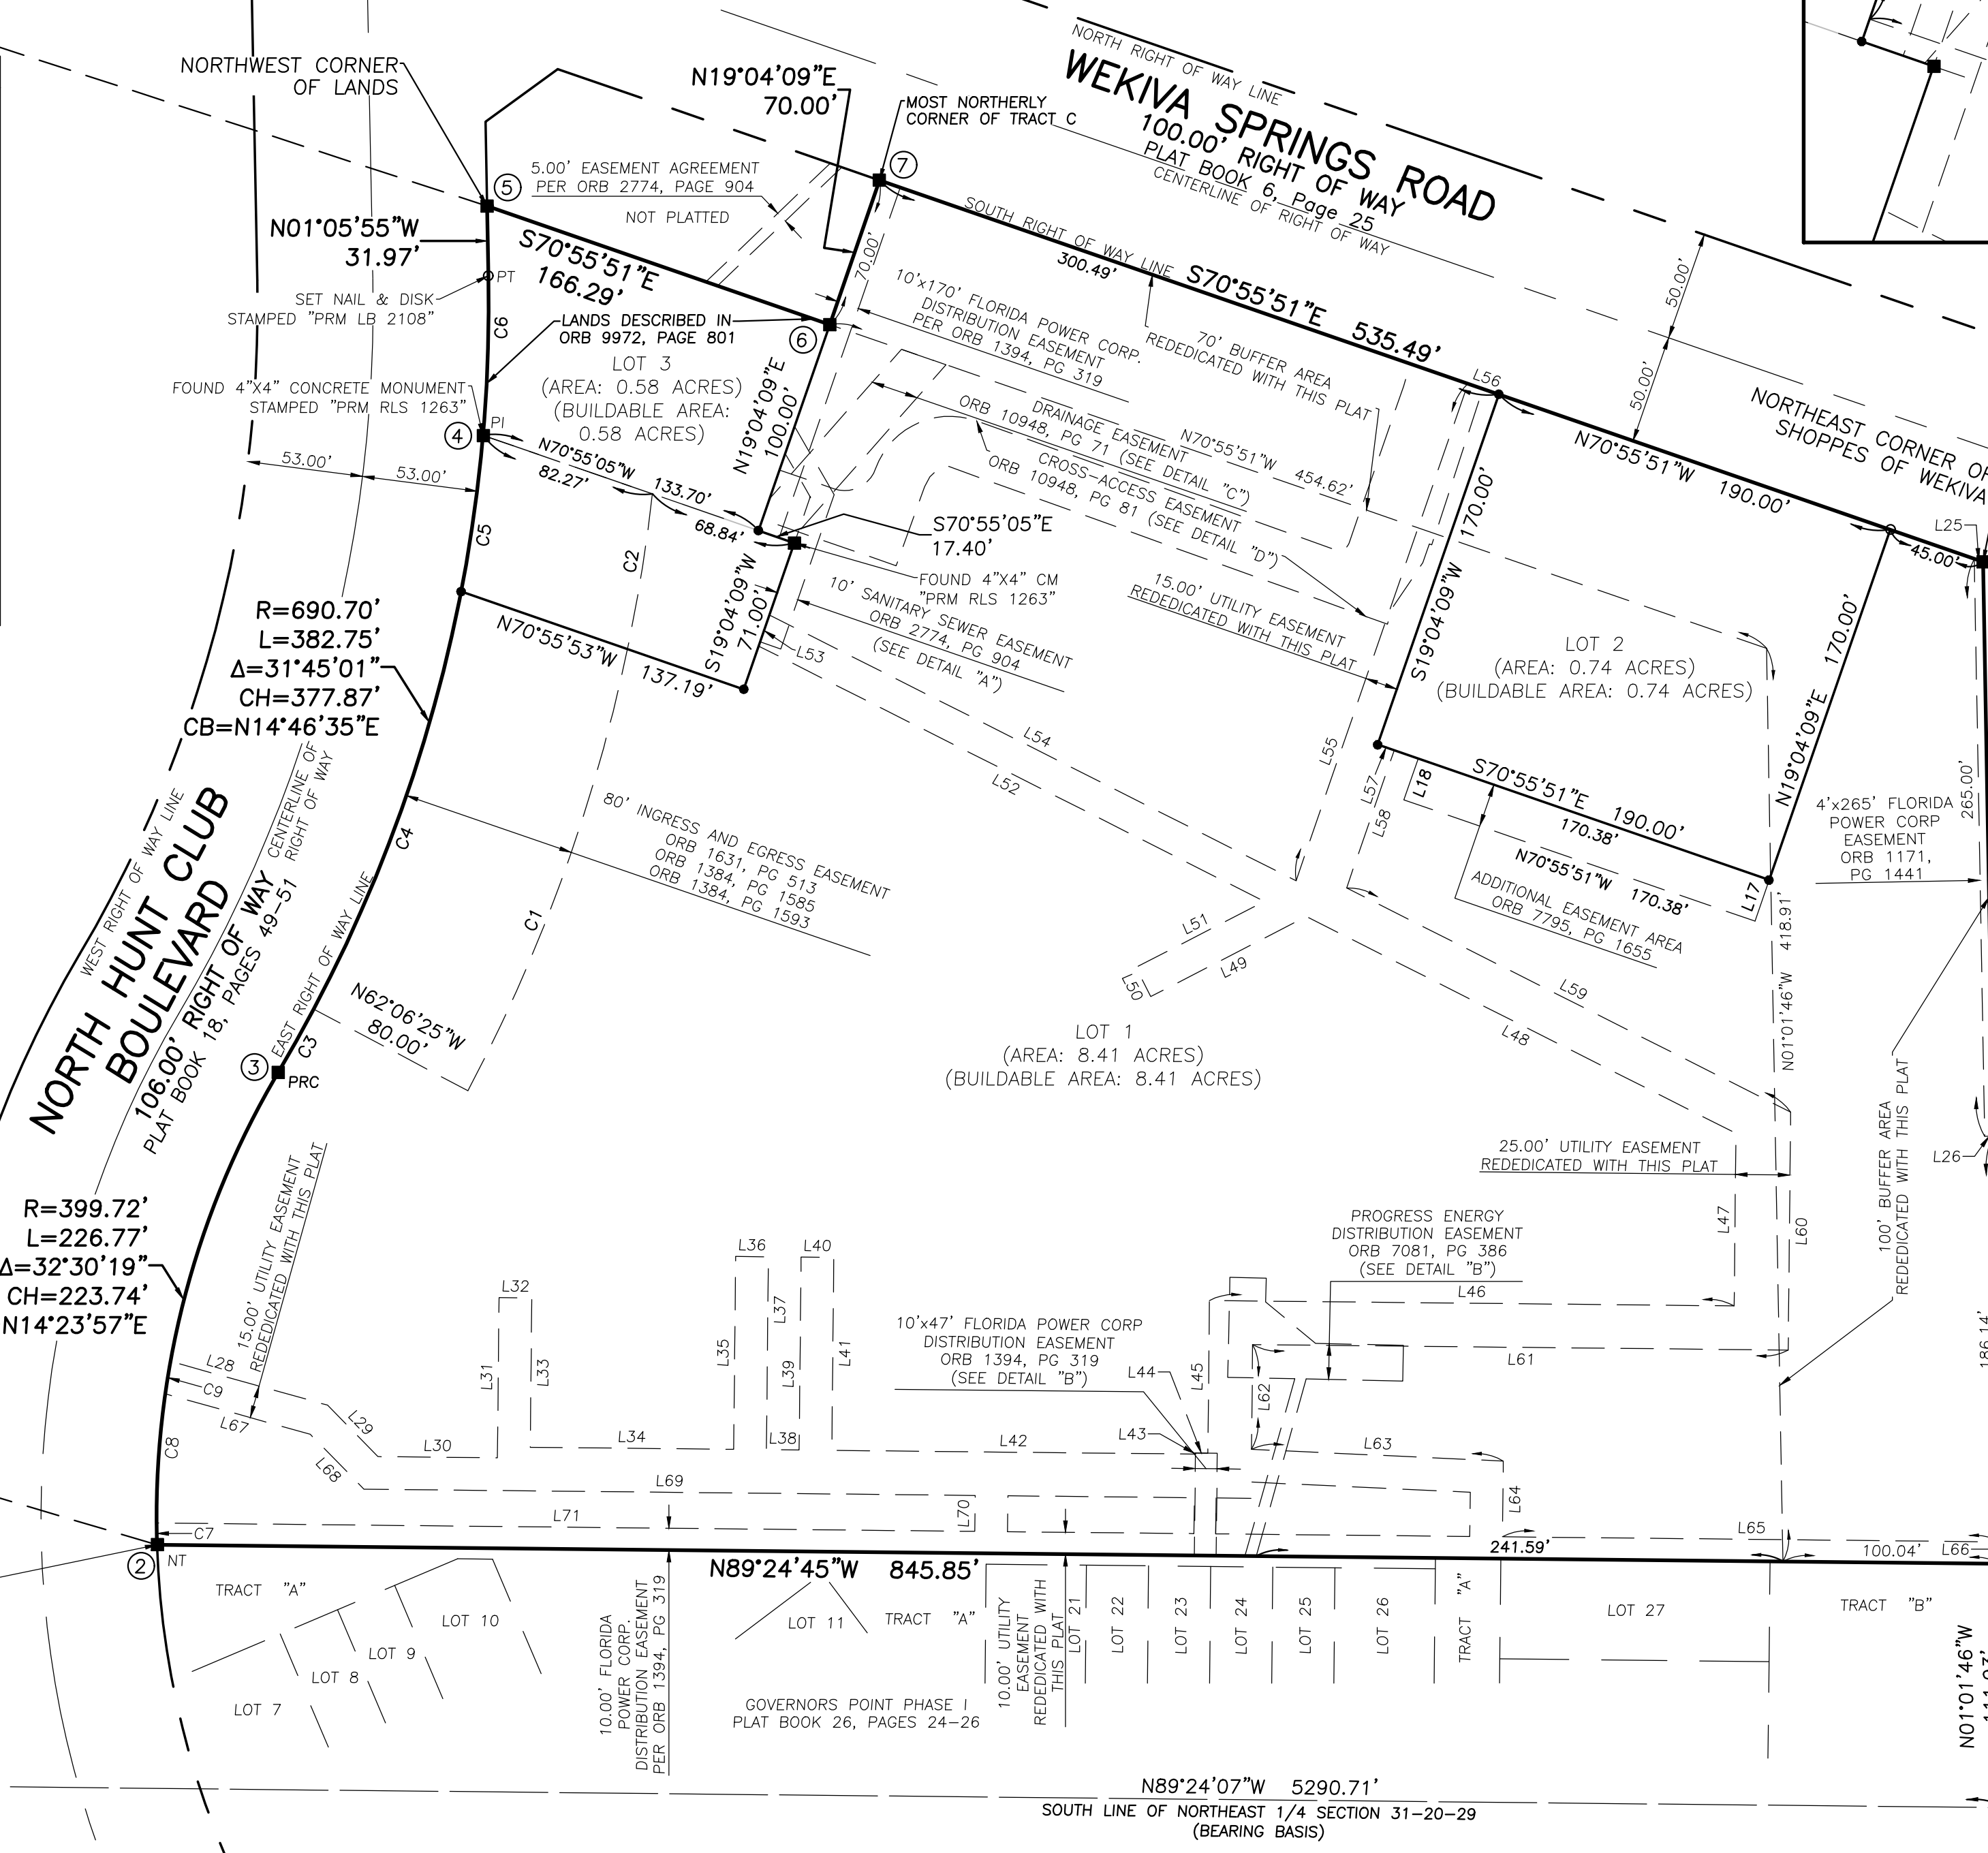 NORTHWEST CORNER
OF LANDS
N19°04'09"E
70.00'
MOST NORTHERLY
CORNER OF TRACT C
NORTH RIGHT OF WAY LINE
WEKIVA SPRINGS ROAD
100.00' RIGHT OF WAY
PLAT BOOK 6, Page 25
CENTERLINE OF RIGHT OF WAY
5
7
5.00' EASEMENT AGREEMENT
PER ORB 2774, PAGE 904
NOT PLATTED
N01°05'55"W
31.97'
S70°55'51"E
166.29'
SOUTH RIGHT OF WAY LINE
300.49'
S70°55'51"E 535.49'
70.00'
50.00'
50.00'
PT
SET NAIL & DISK
STAMPED "PRM LB 2108"
C6
LANDS DESCRIBED IN
ORB 9972, PAGE 801
6
10'x170' FLORIDA POWER CORP.
DISTRIBUTION EASEMENT
PER ORB 1394, PG 319
70' BUFFER AREA
REDEDICATED WITH THIS PLAT
L56
LOT 3
(AREA: 0.58 ACRES)
(BUILDABLE AREA:
0.58 ACRES)
FOUND 4"X4" CONCRETE MONUMENT
STAMPED "PRM RLS 1263"
PI
4
N19°04'09"E
100.00'
DRAINAGE EASEMENT
ORB 10948, PG 71 (SEE DETAIL "C")
N70°55'51"W 454.62'
CROSS-ACCESS EASEMENT
ORB 10948, PG 81 (SEE DETAIL "D")
NORTHEAST CORNER OF
SHOPPES OF WEKIVA
N70°55'51"W 190.00'
L25
45.00'
53.00'
53.00'
N70°55'05"W
133.70'
82.27'
68.84'
C5
C2
S70°55'05"E
17.40'
FOUND 4"X4" CM
"PRM RLS 1263"
S19°04'09"W
71.00'
10' SANITARY SEWER EASEMENT
ORB 2774, PG 904
(SEE DETAIL "A")
15.00' UTILITY EASEMENT
REDEDICATED WITH THIS PLAT
S19°04'09"W
170.00'
LOT 2
(AREA: 0.74 ACRES)
(BUILDABLE AREA: 0.74 ACRES)
N19°04'09"E
170.00'
R=690.70'
L=382.75'
Δ=31°45'01"
CH=377.87'
CB=N14°46'35"E
N70°55'53"W 137.19'
L53
L54
L52
L55
L57
L58
L18
S70°55'51"E 190.00'
170.38'
N70°55'51"W 170.38'
L17
ADDITIONAL EASEMENT AREA
ORB 7795, PG 1655
4'x265' FLORIDA
POWER CORP
EASEMENT
ORB 1171,
PG 1441
265.00'
WEST RIGHT OF WAY LINE
NORTH HUNT CLUB
BOULEVARD
106.00' RIGHT OF WAY
PLAT BOOK 18, PAGES 49-51
CENTERLINE OF
RIGHT OF WAY
EAST RIGHT OF WAY LINE
C4
80' INGRESS AND EGRESS EASEMENT
ORB 1631, PG 513
ORB 1384, PG 1585
ORB 1384, PG 1593
C1
N62°06'25"W
80.00'
C3
3
PRC
L51
L50
L49
L59
L48
N01°01'46"W 418.91'
LOT 1
(AREA: 8.41 ACRES)
(BUILDABLE AREA: 8.41 ACRES)
100' BUFFER AREA
REDEDICATED WITH THIS PLAT
L26
25.00' UTILITY EASEMENT
REDEDICATED WITH THIS PLAT
L47
L60
R=399.72'
L=226.77'
Δ=32°30'19"
CH=223.74'
N14°23'57"E
15.00' UTILITY EASEMENT
REDEDICATED WITH THIS PLAT
PROGRESS ENERGY
DISTRIBUTION EASEMENT
ORB 7081, PG 386
(SEE DETAIL "B")
L46
L36
L40
L32
L37
L35
L39
L41
L31
L33
10'x47' FLORIDA POWER CORP
DISTRIBUTION EASEMENT
ORB 1394, PG 319
(SEE DETAIL "B")
L44
L45
L43
L62
L61
186.14'
L28
C9
L67
L29
L30
L34
L38
L42
L63
C8
L68
L69
L70
L71
L64
L65
L66
C7
2
NT
N89°24'45"W 845.85'
241.59'
100.04'
TRACT "A"
LOT 10
LOT 9
LOT 8
LOT 7
10.00' FLORIDA
POWER CORP.
DISTRIBUTION EASEMENT
PER ORB 1394, PG 319
LOT 11
TRACT "A"
10.00' UTILITY
EASEMENT
REDEDICATED WITH
THIS PLAT
LOT 21
LOT 22
LOT 23
LOT 24
LOT 25
LOT 26
TRACT "A"
LOT 27
TRACT "B"
N01°01'46"W
GOVERNORS POINT PHASE I
PLAT BOOK 26, PAGES 24-26
N89°24'07"W 5290.71'
SOUTH LINE OF NORTHEAST 1/4 SECTION 31-20-29
(BEARING BASIS)